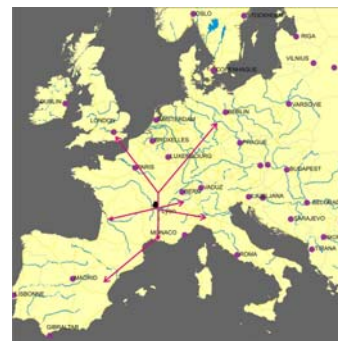 OSLO
STOCKHOLM
RIGA
COPENHAGUE
VILNIUS
DUBLIN
BERLIN
VARSOVIE
LONDON
AMSTERDAM
BRUXELLES
PRAGUE
LUXEMBOURG
PARIS
BUDAPEST
VADUZ
BERNE
LJUBLJANA
BELGRADE
MONACO
SARAJEVO
ROMA
TIRANA
MADRID
LISBONNE
GIBRALTAR